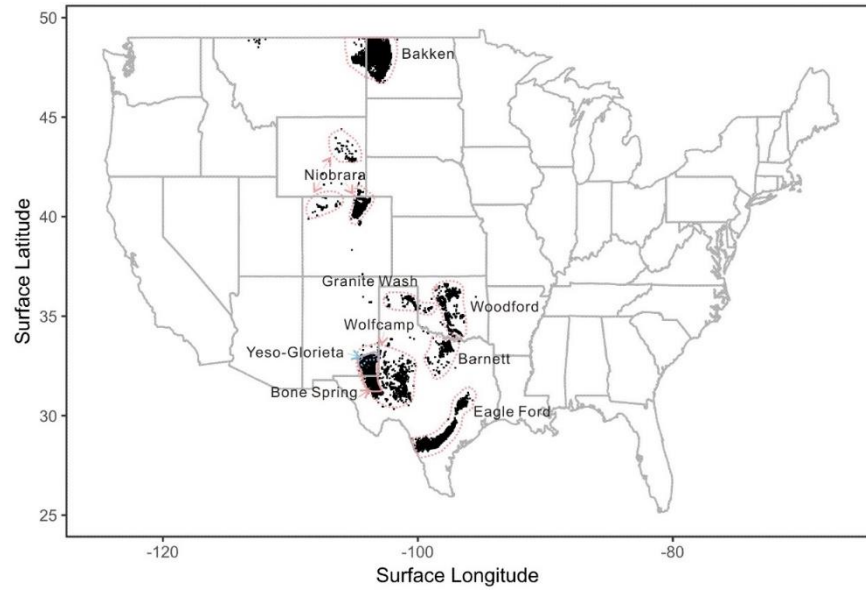 50
Bakken
45
Niobrara
40
Granite Wash
Woodford
35
Wolfcamp
Yeso-Glorieta
Barnett
Bone Spring
30
Eagle Ford
25
-120
-100
-80
Surface Longitude
Surface Latitude